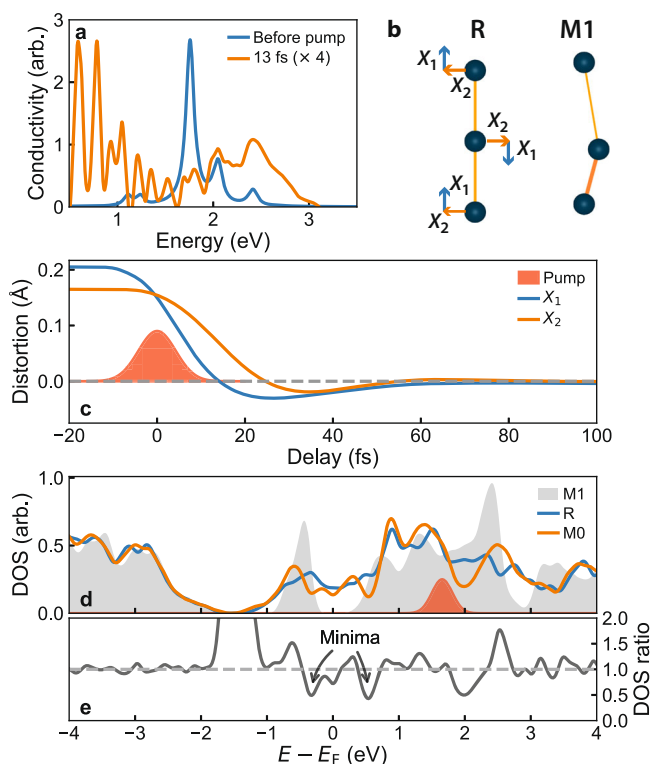 a
Conductivity (arb.)
3
2
1
0
Before pump
13 fs (× 4)
1
2
3
Energy (eV)
b
R
M1
X₁
X₂
X₂
X₁
X₁
X₂
Distortion (Å)
0.2
0.1
0.0
Pump
X₁
X₂
c
−20
0
20
40
60
80
100
Delay (fs)
DOS (arb.)
1.0
0.5
0.0
M1
R
M0
d
Minima
2.0
1.5
1.0
0.5
0.0
DOS ratio
e
−4
−3
−2
−1
0
1
2
3
4
E − E_F (eV)